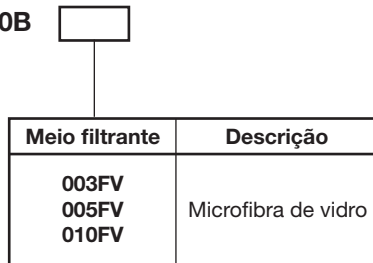 0B
Meio filtrante Descrição
003FV
005FV Microfibra de vidro
010FV